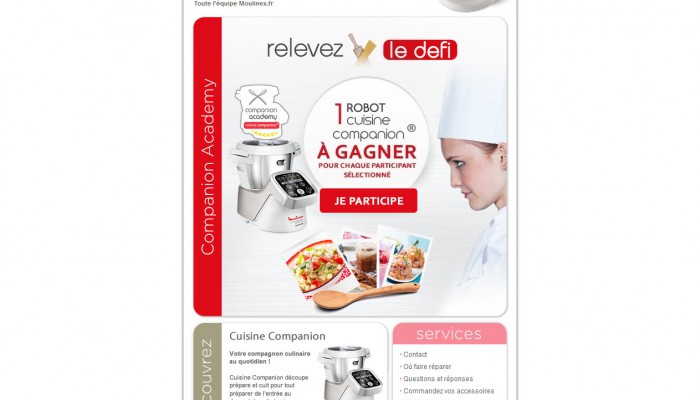 Toute l'équipe Moulinex.fr
Companion Academy
relevez le defi
companion
academy
1 ROBOT
cuisine
companion®
À GAGNER
POUR CHAQUE PARTICIPANT
SÉLECTIONNÉ
JE PARTICIPE
Cuisine Companion
Votre compagnon culinaire
au quotidien !
Cuisine Companion découpe
prépare et cuit pour tout
préparer de l'entrée au
services
Contact
Où faire réparer
Questions et réponses
Commandez vos accessoires